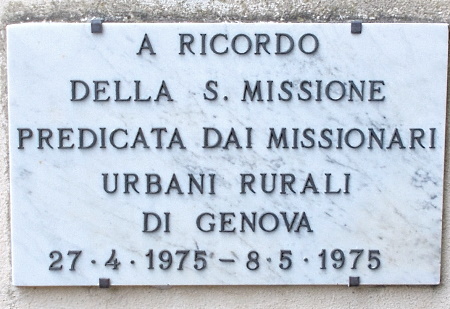 A RICORDO
DELLA S. MISSIONE
PREDICATA DAI MISSIONARI
URBANI RURALI
DI GENOVA
27·4·1975–8·5·1975